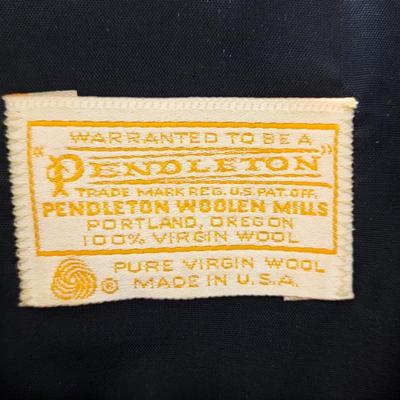 WARRANTED TO BE A
"PENDLETON"
TRADE MARK REG. U.S. PAT. OFF.
PENDLETON WOOLEN MILLS
PORTLAND, OREGON
100% VIRGIN WOOL
PURE VIRGIN WOOL
® MADE IN U.S.A.